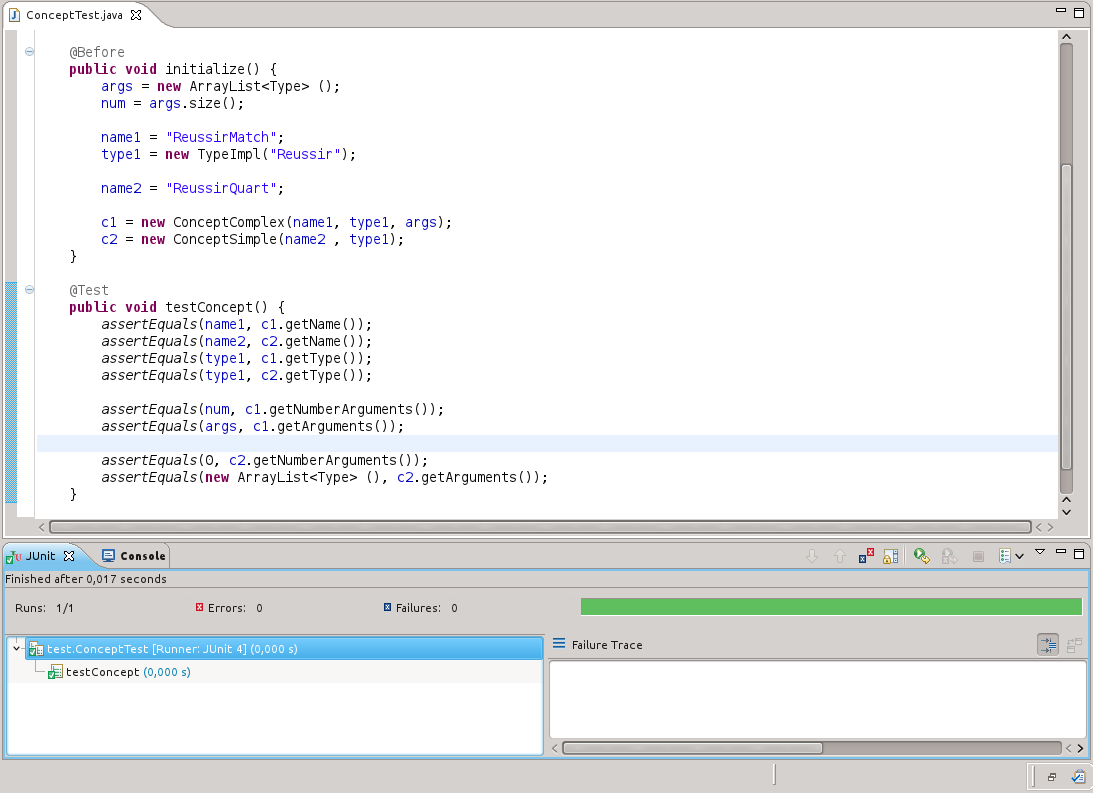 ConceptTest.java
@Before
public void initialize() {
args = new ArrayList<Type> ();
num = args.size();
name1 = "ReussirMatch";
type1 = new TypeImpl("Reussir");
name2 = "ReussirQuart";
c1 = new ConceptComplex(name1, type1, args);
c2 = new ConceptSimple(name2 , type1);
}
@Test
public void testConcept() {
assertEquals(name1, c1.getName());
assertEquals(name2, c2.getName());
assertEquals(type1, c1.getType());
assertEquals(type1, c2.getType());
assertEquals(num, c1.getNumberArguments());
assertEquals(args, c1.getArguments());
assertEquals(0, c2.getNumberArguments());
assertEquals(new ArrayList<Type> (), c2.getArguments());
}
JUnit Console
Finished after 0,017 seconds
Runs: 1/1 Errors: 0 Failures: 0
test.ConceptTest [Runner: JUnit 4] (0,000 s)
testConcept (0,000 s)
Failure Trace